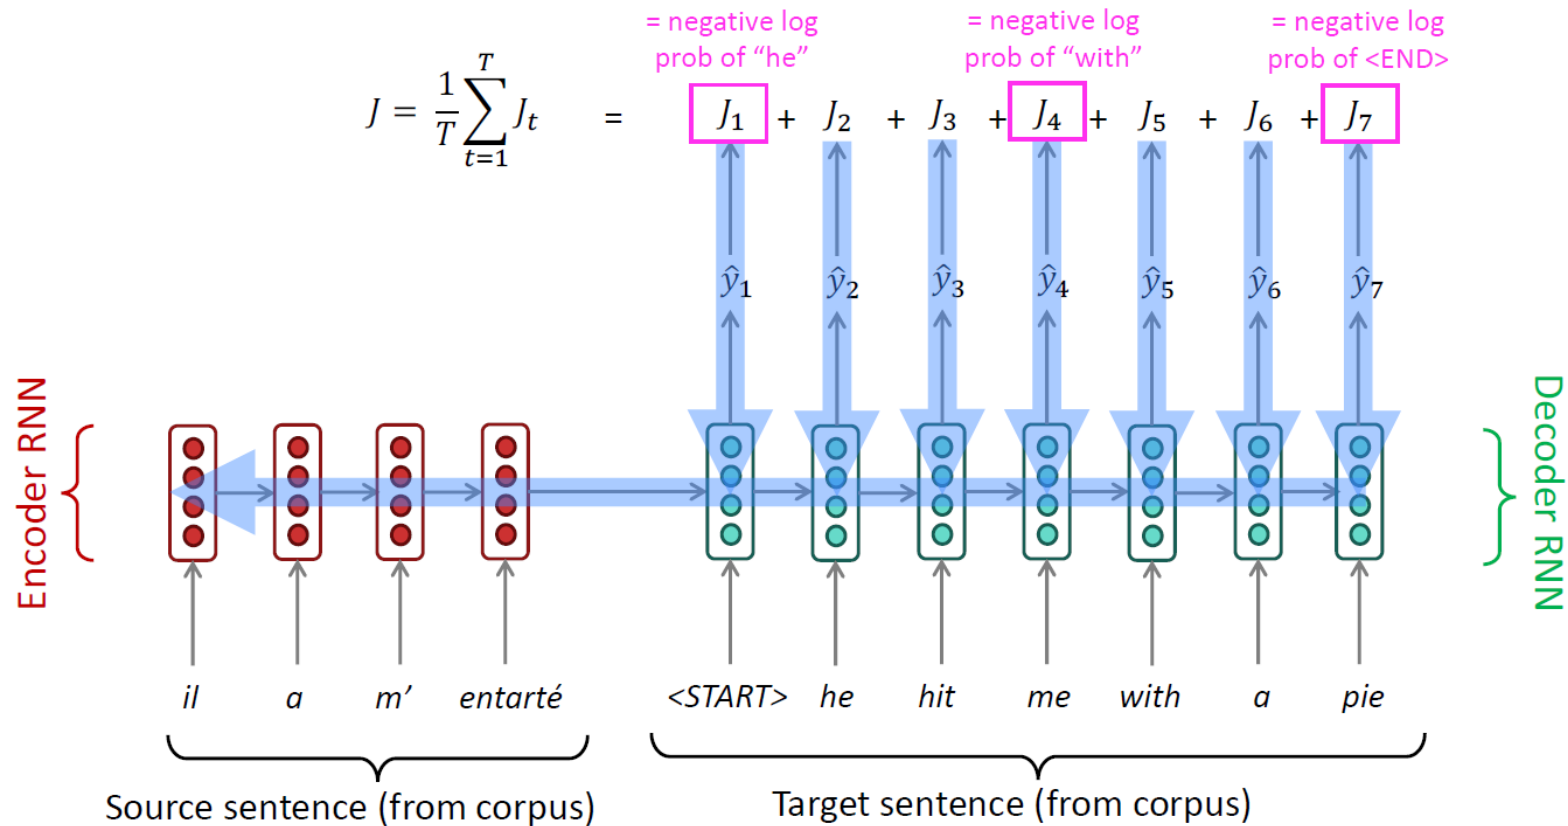 = negative log prob of “he”
= negative log prob of “with”
= negative log prob of <END>
J = 1/T ∑_{t=1}^{T} J_t = J_1 + J_2 + J_3 + J_4 + J_5 + J_6 + J_7
ŷ_1 ŷ_2 ŷ_3 ŷ_4 ŷ_5 ŷ_6 ŷ_7
Encoder RNN
Decoder RNN
il a m’ entarté <START> he hit me with a pie
Source sentence (from corpus)
Target sentence (from corpus)